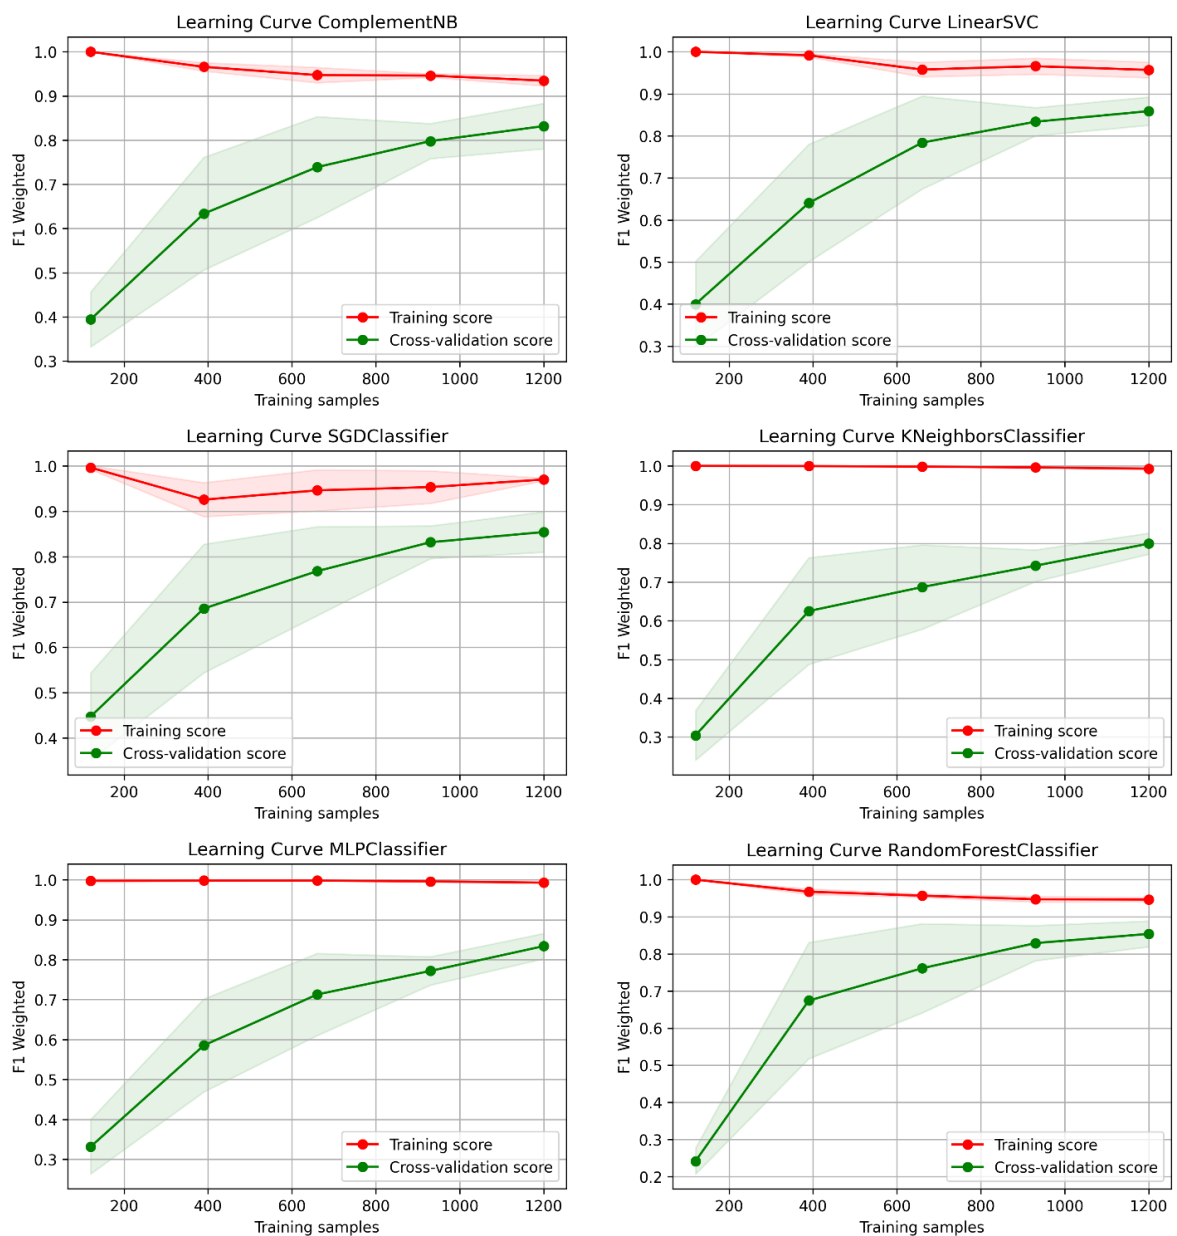 Learning Curve ComplementNB
1.0
0.9
0.8
0.7
0.6
0.5
0.4
0.3
F1 Weighted
Training score
Cross-validation score
200 400 600 800 1000 1200
Training samples
Learning Curve LinearSVC
1.0
0.9
0.8
0.7
0.6
0.5
0.4
0.3
F1 Weighted
Training score
Cross-validation score
200 400 600 800 1000 1200
Training samples
Learning Curve SGDClassifier
1.0
0.9
0.8
0.7
0.6
0.5
0.4
F1 Weighted
Training score
Cross-validation score
200 400 600 800 1000 1200
Training samples
Learning Curve KNeighborsClassifier
1.0
0.9
0.8
0.7
0.6
0.5
0.4
0.3
F1 Weighted
Training score
Cross-validation score
200 400 600 800 1000 1200
Training samples
Learning Curve MLPClassifier
1.0
0.9
0.8
0.7
0.6
0.5
0.4
0.3
F1 Weighted
Training score
Cross-validation score
200 400 600 800 1000 1200
Training samples
Learning Curve RandomForestClassifier
1.0
0.9
0.8
0.7
0.6
0.5
0.4
0.3
0.2
F1 Weighted
Training score
Cross-validation score
200 400 600 800 1000 1200
Training samples